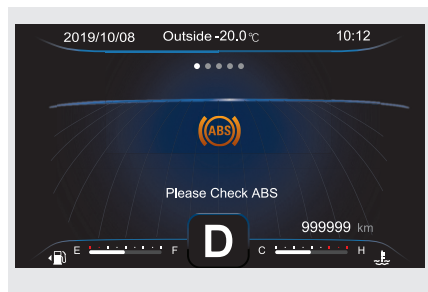 2019/10/08 Outside -20.0 ℃ 10:12
ABS
Please Check ABS
999999 km
E F D C H